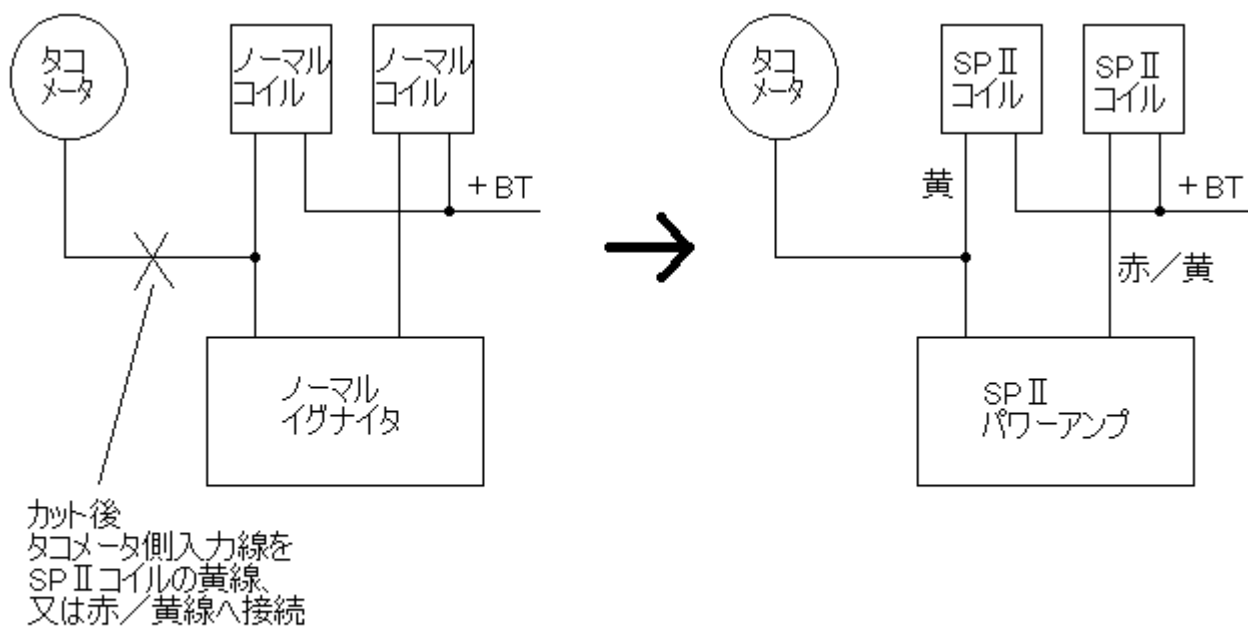 タコ
メータ
ノーマル
コイル
ノーマル
コイル
+BT
ノーマル
イグナイタ
カット後
タコメータ側入力線を
SPⅡコイルの黄線、
又は赤/黄線へ接続
タコ
メータ
SPⅡ
コイル
SPⅡ
コイル
黄
+BT
赤/黄
SPⅡ
パワーアンプ